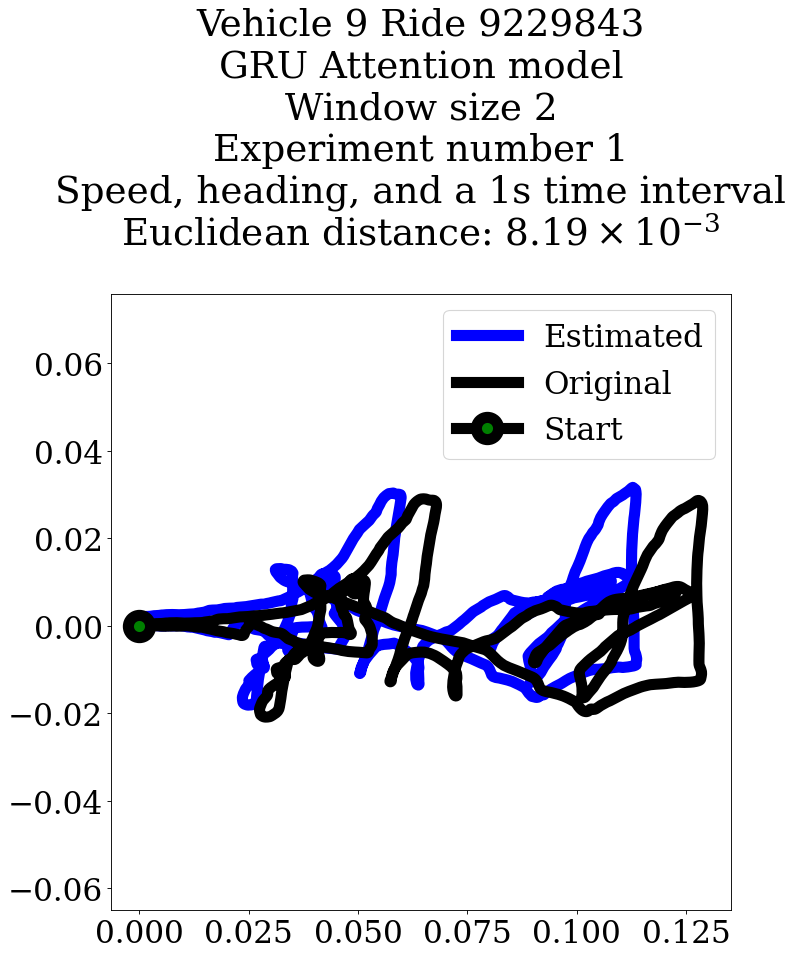 Vehicle 9 Ride 9229843
GRU Attention model
Window size 2
Experiment number 1
Speed, heading, and a 1s time interval
Euclidean distance: 8.19 × 10⁻³
Estimated
Original
Start
0.06
0.04
0.02
0.00
−0.02
−0.04
−0.06
0.000 0.025 0.050 0.075 0.100 0.125